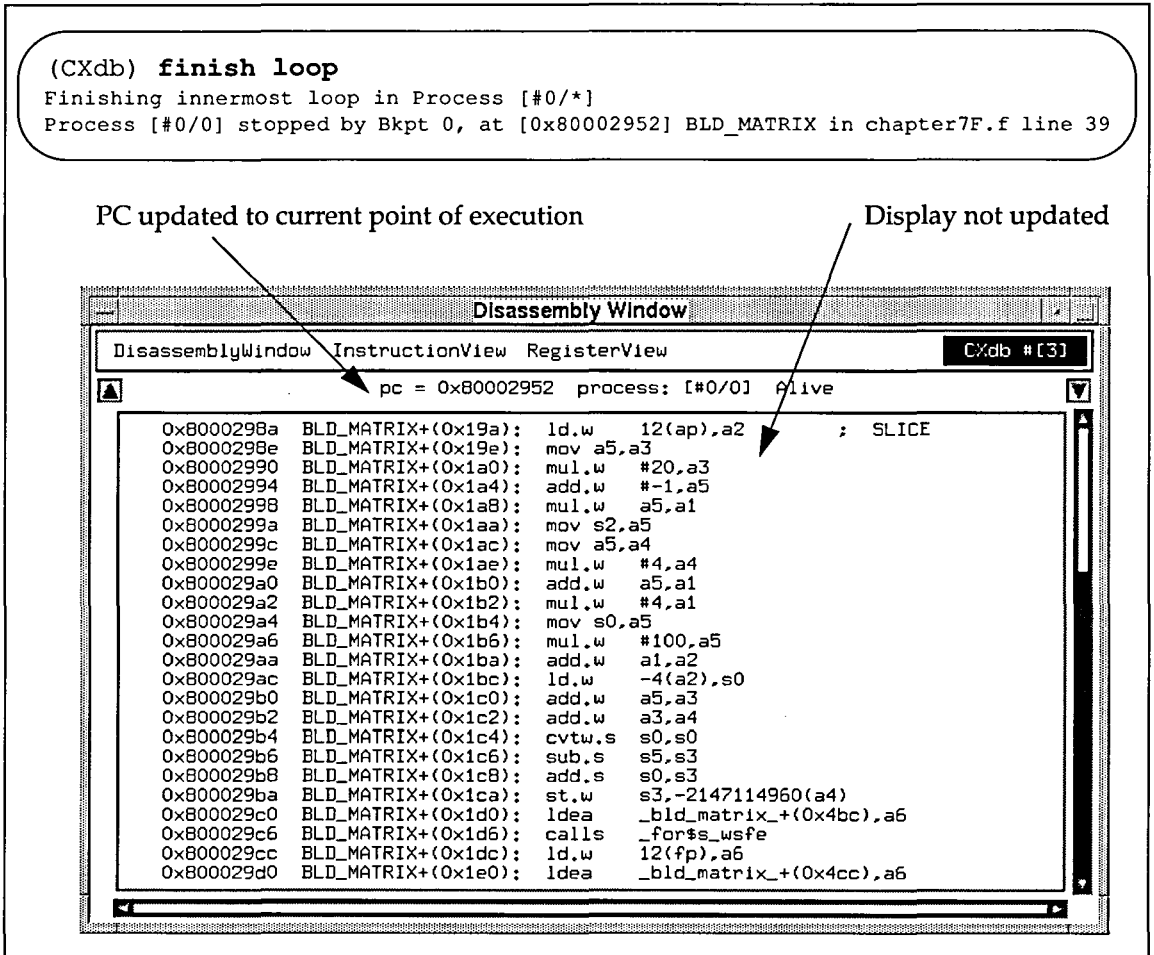 (CXdb) finish loop
Finishing innermost loop in Process [#0/*]
Process [#0/0] stopped by Bkpt 0, at [0x80002952] BLD_MATRIX in chapter7F.f line 39
PC updated to current point of execution
Display not updated
Disassembly Window
DisassemblyWindow InstructionView RegisterView CXdb #[3]
pc = 0x80002952 process: [#0/0] Alive
0x8000298a BLD_MATRIX+(0x19a): ld.w 12(ap),a2 ; SLICE
0x8000298e BLD_MATRIX+(0x19e): mov a5,a3
0x80002990 BLD_MATRIX+(0x1a0): mul.w #20,a3
0x80002994 BLD_MATRIX+(0x1a4): add.w #-1,a5
0x80002998 BLD_MATRIX+(0x1a8): mul.w a5,a1
0x8000299a BLD_MATRIX+(0x1aa): mov s2,a5
0x8000299c BLD_MATRIX+(0x1ac): mov a5,a4
0x8000299e BLD_MATRIX+(0x1ae): mul.w #4,a4
0x800029a0 BLD_MATRIX+(0x1b0): add.w a5,a1
0x800029a2 BLD_MATRIX+(0x1b2): mul.w #4,a1
0x800029a4 BLD_MATRIX+(0x1b4): mov s0,a5
0x800029a6 BLD_MATRIX+(0x1b6): mul.w #100,a5
0x800029aa BLD_MATRIX+(0x1ba): add.w a1,a2
0x800029ac BLD_MATRIX+(0x1bc): ld.w -4(a2),s0
0x800029b0 BLD_MATRIX+(0x1c0): add.w a5,a3
0x800029b2 BLD_MATRIX+(0x1c2): add.w a3,a4
0x800029b4 BLD_MATRIX+(0x1c4): cvtw.s s0,s0
0x800029b6 BLD_MATRIX+(0x1c6): sub.s s5,s3
0x800029b8 BLD_MATRIX+(0x1c8): add.s s0,s3
0x800029ba BLD_MATRIX+(0x1ca): st.w s3,-2147114960(a4)
0x800029c0 BLD_MATRIX+(0x1d0): ldea _bld_matrix_+(0x4bc),a6
0x800029c6 BLD_MATRIX+(0x1d6): calls _for$s_wsfe
0x800029cc BLD_MATRIX+(0x1dc): ld.w 12(fp),a6
0x800029d0 BLD_MATRIX+(0x1e0): ldea _bld_matrix_+(0x4cc),a6